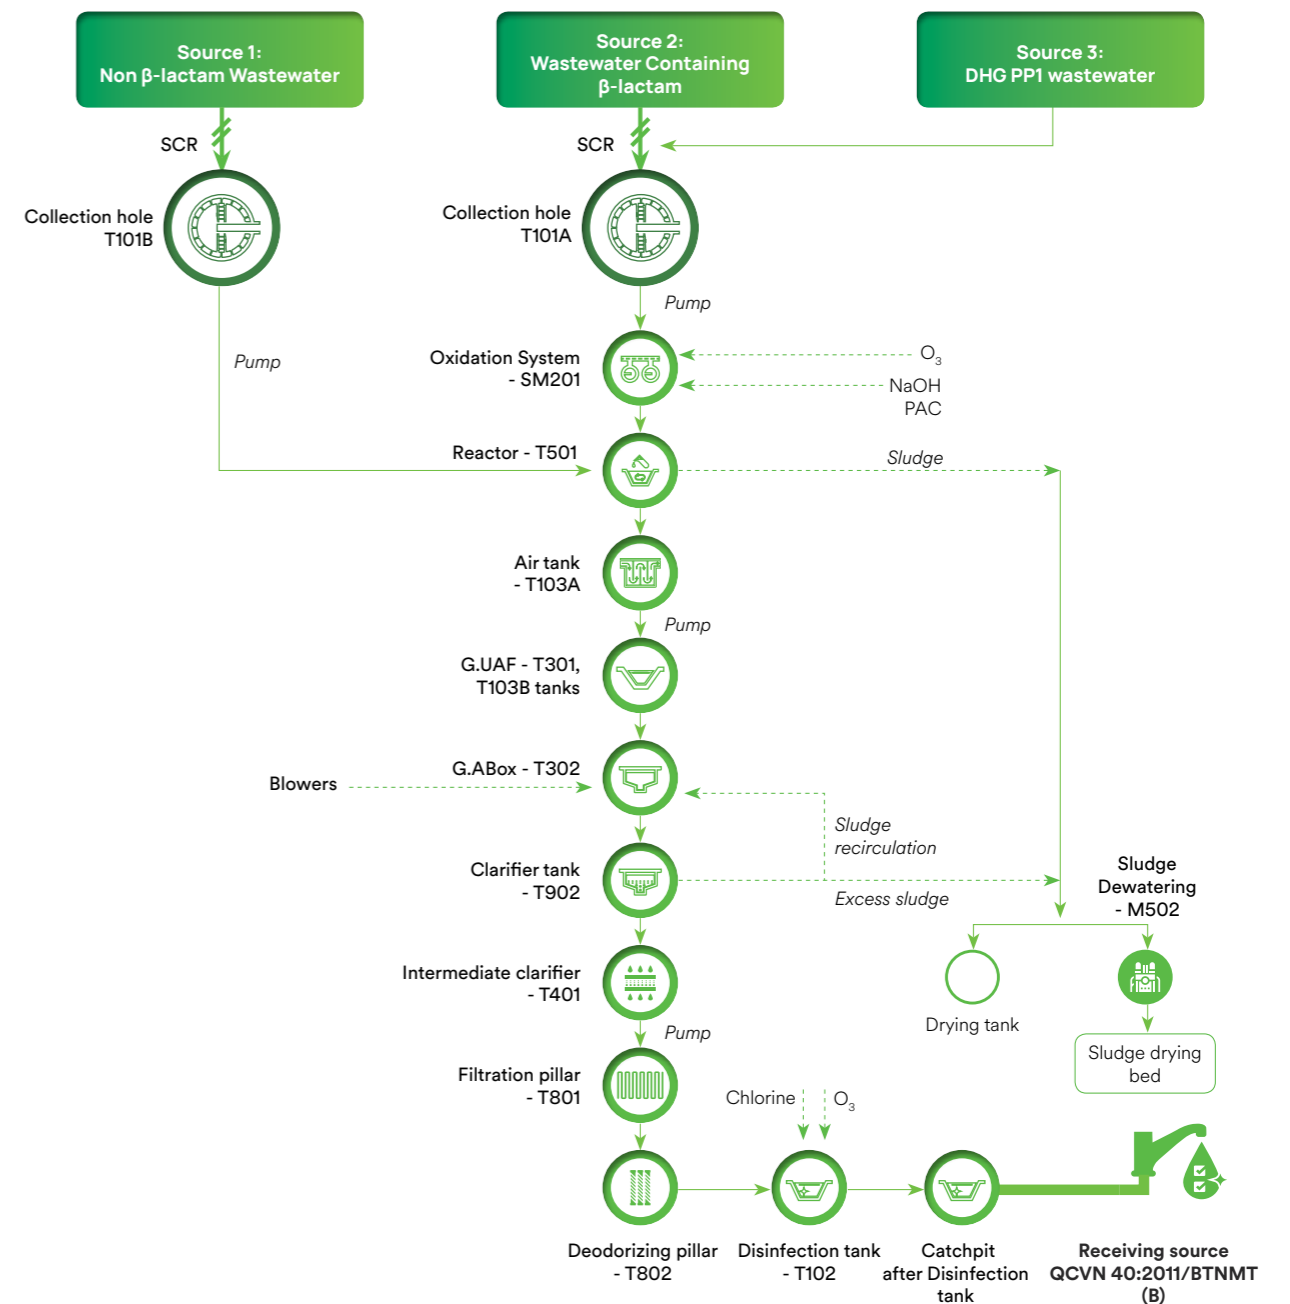 Source 1:
Non β-lactam Wastewater
Source 2:
Wastewater Containing
β-lactam
Source 3:
DHG PP1 wastewater
SCR
SCR
Collection hole
T101B
Collection hole
T101A
Pump
Pump
Oxidation System
- SM201
O3
NaOH
PAC
Reactor - T501
Sludge
Air tank
- T103A
Pump
G.UAF - T301,
T103B tanks
G.ABox - T302
Blowers
Sludge
recirculation
Clarifier tank
- T902
Excess sludge
Sludge
Dewatering
- M502
Intermediate clarifier
- T401
Drying tank
Pump
Sludge drying
bed
Filtration pillar
- T801
Chlorine
O3
Deodorizing pillar
- T802
Disinfection tank
- T102
Catchpit
after Disinfection
tank
Receiving source
QCVN 40:2011/BTNMT
(B)